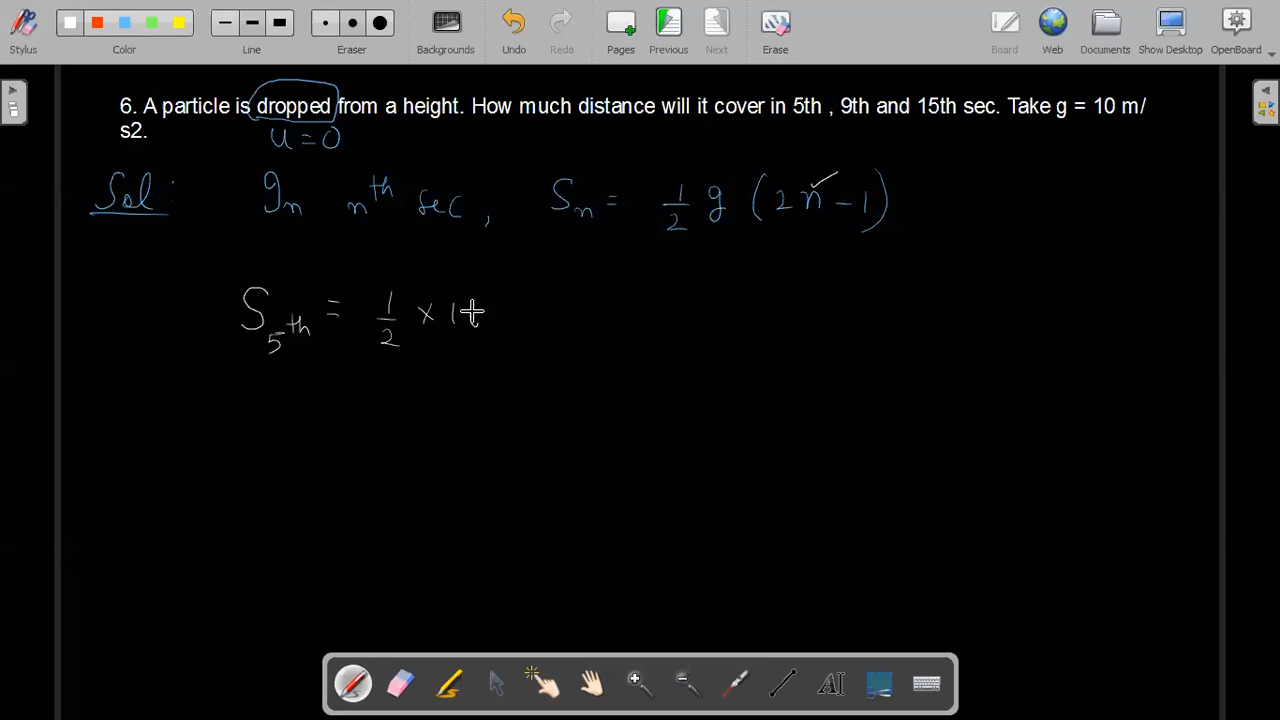 Stylus Color Line Eraser Backgrounds Undo Redo Pages Previous Next Erase Board Web Documents Show Desktop OpenBoard
6. A particle is dropped from a height. How much distance will it cover in 5th , 9th and 15th sec. Take g = 10 m/
s2.
u = 0
Sol : In nth sec, Sn = 1/2 g (2n - 1)
S5th = 1/2 × 1
AI